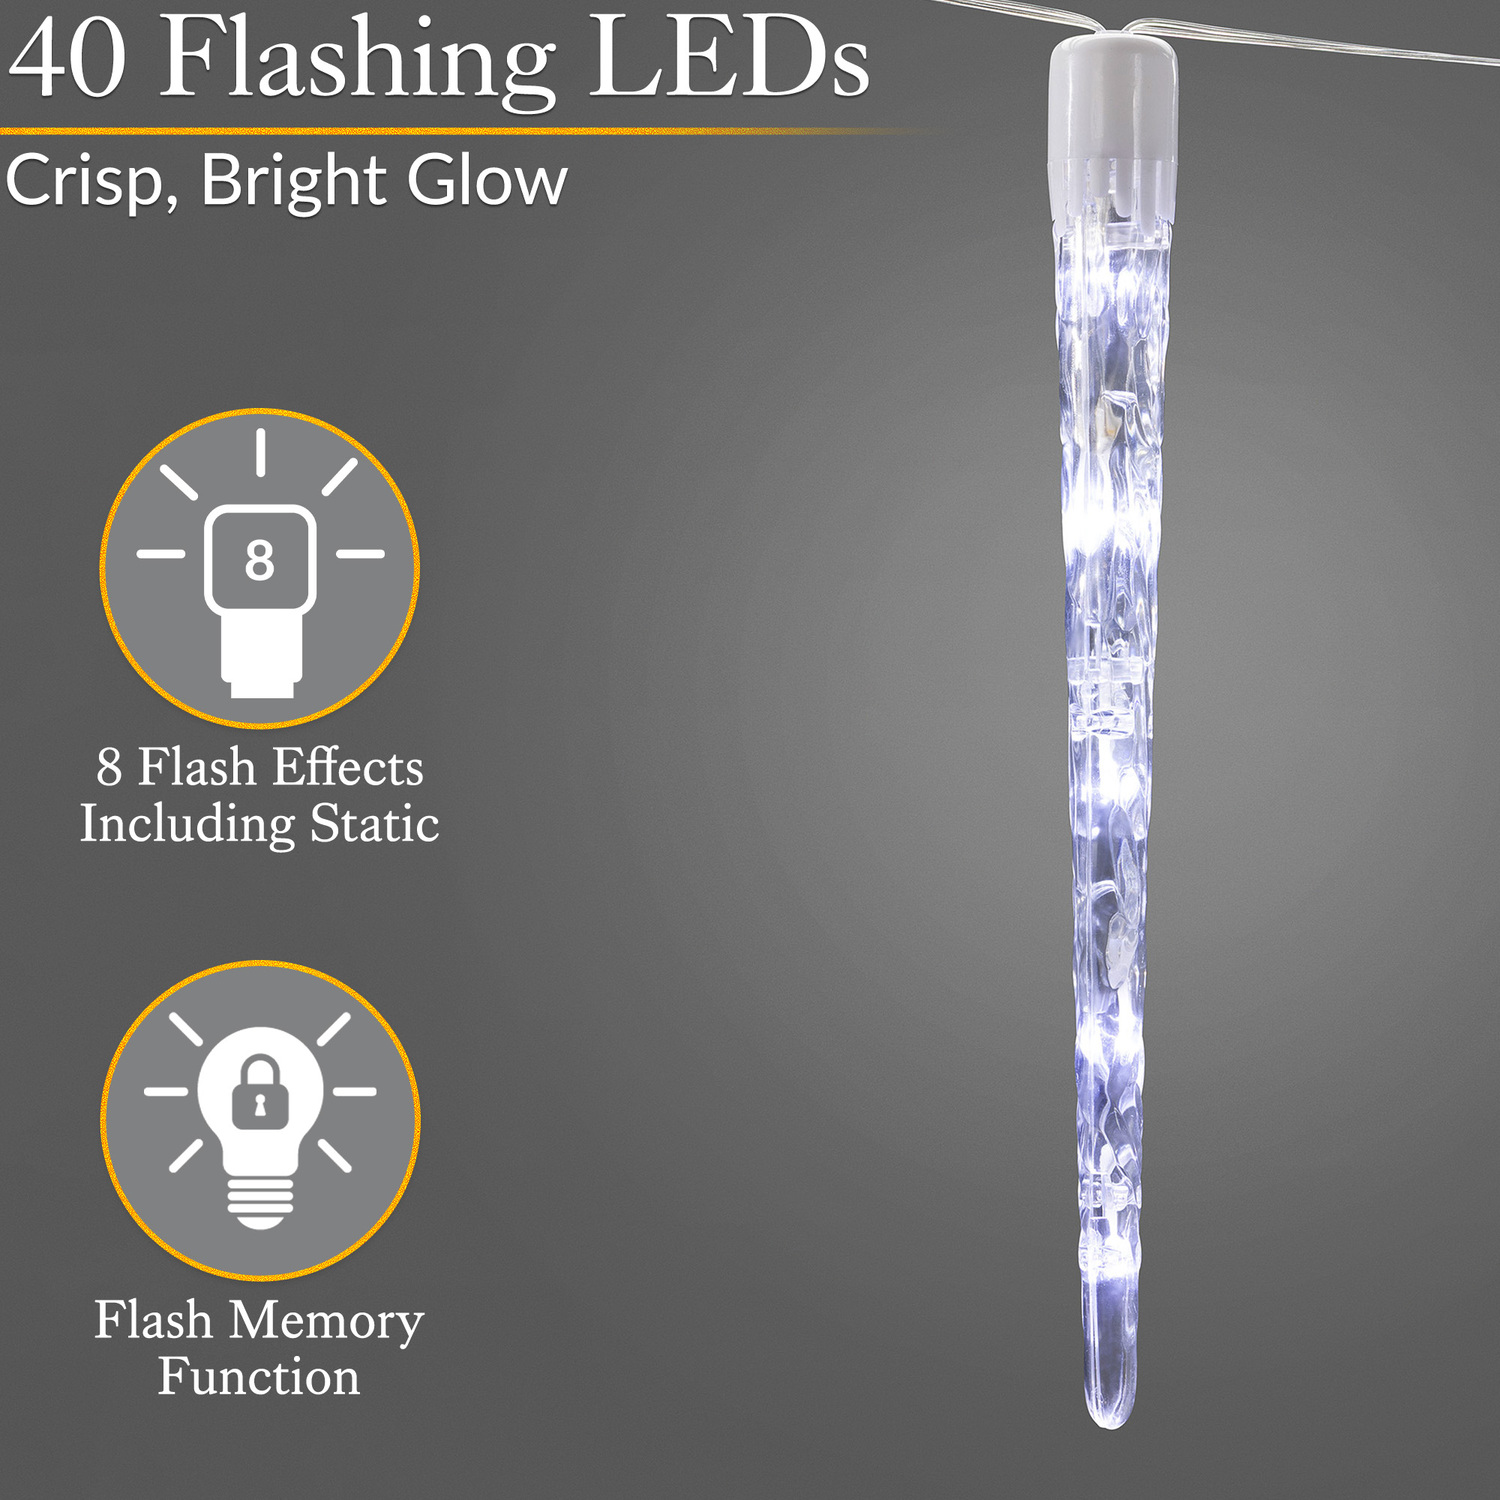 40 Flashing LEDs
Crisp, Bright Glow
8
8 Flash Effects
Including Static
Flash Memory
Function